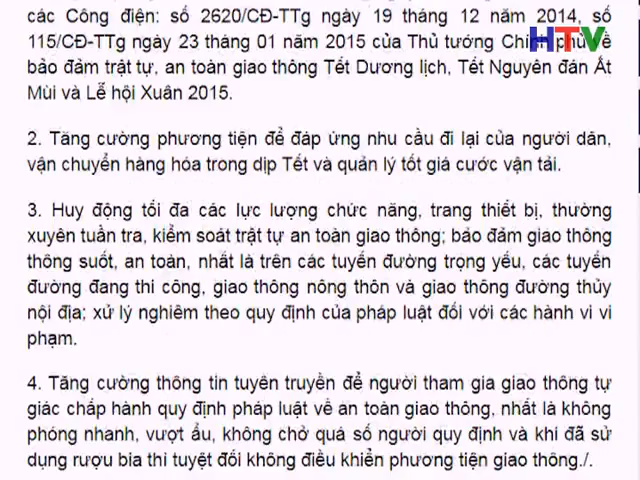 các Công điện: số 2620/CĐ-TTg ngày 19 tháng 12 năm 2014, số
HTV
115/CĐ-TTg ngày 23 tháng 01 năm 2015 của Thủ tướng Chính phủ về
bảo đảm trật tự, an toàn giao thông Tết Dương lịch, Tết Nguyên đán Ất
Mùi và Lễ hội Xuân 2015.
2. Tăng cường phương tiện để đáp ứng nhu cầu đi lại của người dân,
vận chuyển hàng hóa trong dịp Tết và quản lý tốt giá cước vận tải.
3. Huy động tối đa các lực lượng chức năng, trang thiết bị, thường
xuyên tuần tra, kiểm soát trật tự an toàn giao thông; bảo đảm giao thông
thông suốt, an toàn, nhất là trên các tuyến đường trọng yếu, các tuyến
đường đang thi công, giao thông nông thôn và giao thông đường thủy
nội địa; xử lý nghiêm theo quy định của pháp luật đối với các hành vi vi
phạm.
4. Tăng cường thông tin tuyên truyền để người tham gia giao thông tự
giác chấp hành quy định pháp luật về an toàn giao thông, nhất là không
phóng nhanh, vượt ẩu, không chở quá số người quy định và khi đã sử
dụng rượu bia thì tuyệt đối không điều khiển phương tiện giao thông./.